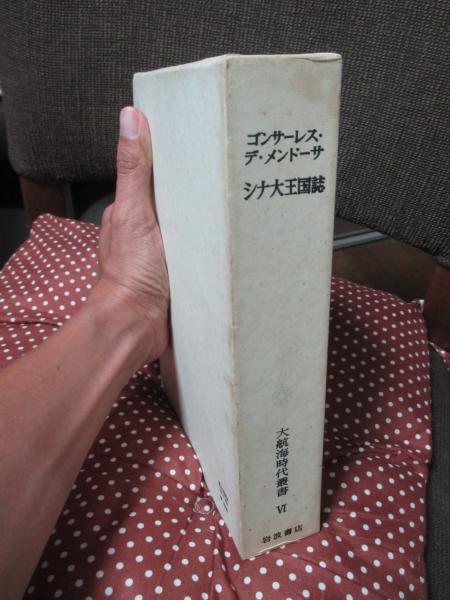 ゴンサーレス・
デ・メンドーサ
シナ大王国誌
大航海時代叢書 Ⅵ
岩波書店